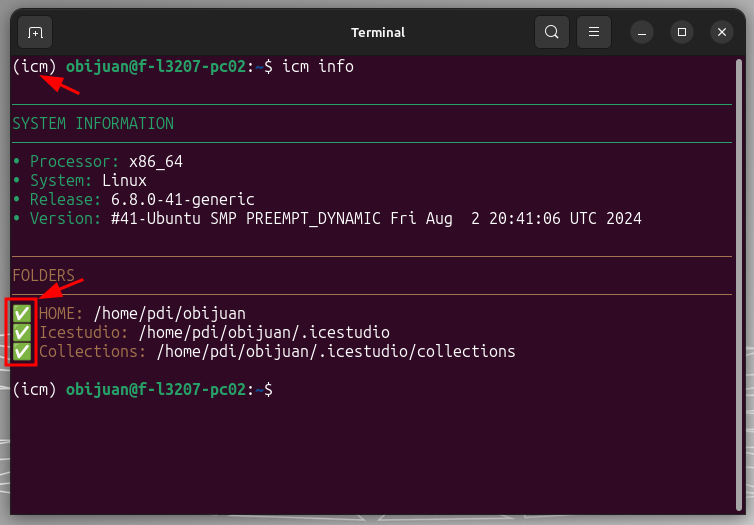 Terminal
(icm) obijuan@f-l3207-pc02:~$ icm info
SYSTEM INFORMATION
• Processor: x86_64
• System: Linux
• Release: 6.8.0-41-generic
• Version: #41-Ubuntu SMP PREEMPT_DYNAMIC Fri Aug  2 20:41:06 UTC 2024
FOLDERS
✅ HOME: /home/pdi/obijuan
✅ Icestudio: /home/pdi/obijuan/.icestudio
✅ Collections: /home/pdi/obijuan/.icestudio/collections
(icm) obijuan@f-l3207-pc02:~$